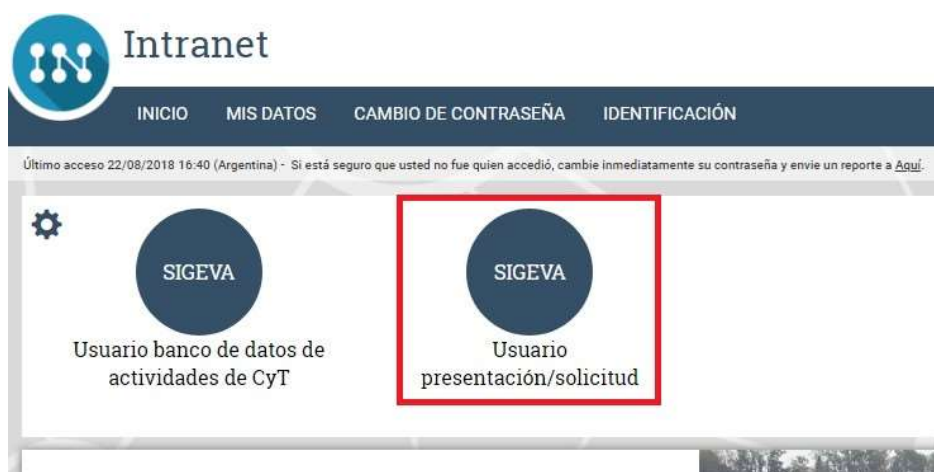 IN
Intranet
INICIO MIS DATOS CAMBIO DE CONTRASEÑA IDENTIFICACIÓN
Último acceso 22/08/2018 16:40 (Argentina) - Si está seguro que usted no fue quien accedió, cambie inmediatamente su contraseña y envie un reporte a Aquí.
SIGEVA
Usuario banco de datos de
actividades de CyT
SIGEVA
Usuario
presentación/solicitud